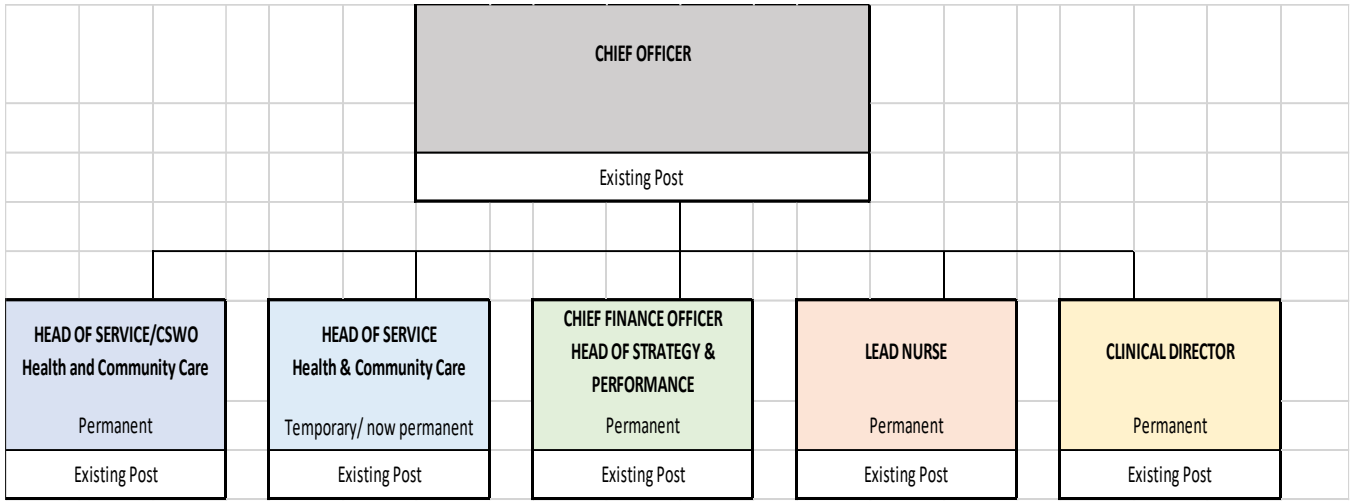 CHIEF OFFICER
Existing Post
HEAD OF SERVICE/CSWO
Health and Community Care
Permanent
Existing Post
HEAD OF SERVICE
Health & Community Care
Temporary/ now permanent
Existing Post
CHIEF FINANCE OFFICER
HEAD OF STRATEGY &
PERFORMANCE
Permanent
Existing Post
LEAD NURSE
Permanent
Existing Post
CLINICAL DIRECTOR
Permanent
Existing Post